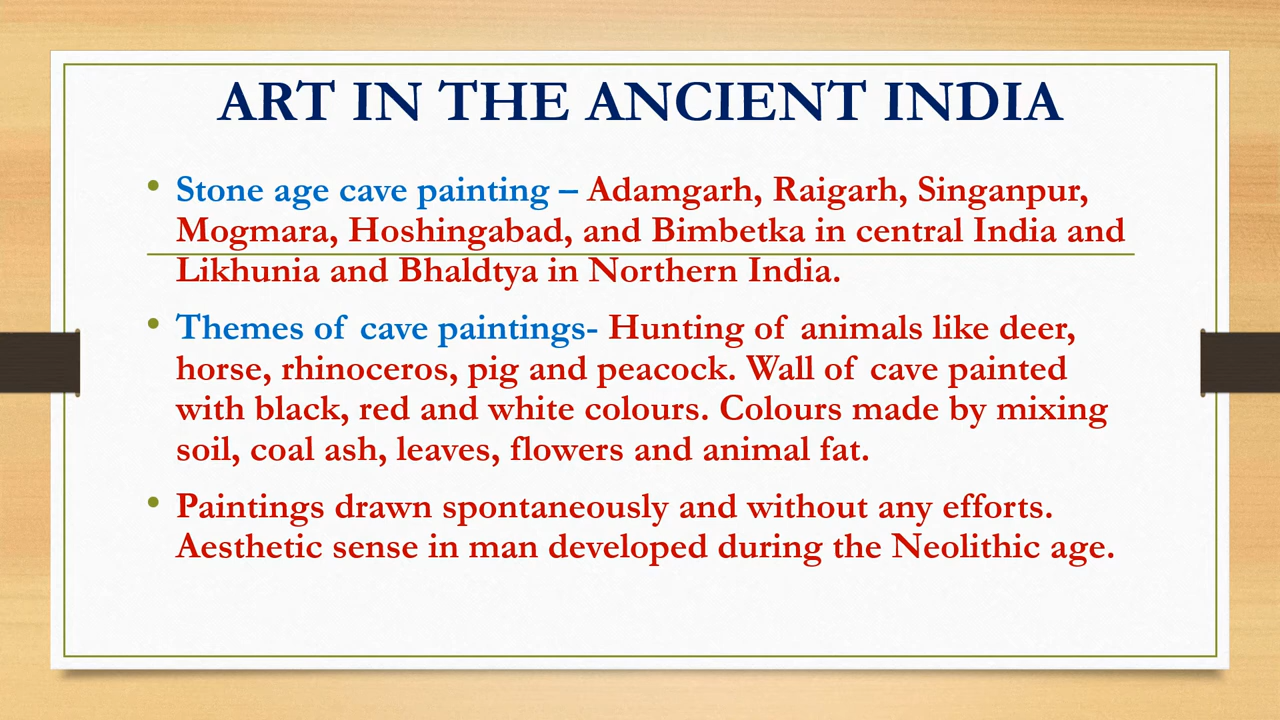 ART IN THE ANCIENT INDIA
• Stone age cave painting – Adamgarh, Raigarh, Singanpur,
Mogmara, Hoshingabad, and Bimbetka in central India and
Likhunia and Bhaldtya in Northern India.
• Themes of cave paintings- Hunting of animals like deer,
horse, rhinoceros, pig and peacock. Wall of cave painted
with black, red and white colours. Colours made by mixing
soil, coal ash, leaves, flowers and animal fat.
• Paintings drawn spontaneously and without any efforts.
Aesthetic sense in man developed during the Neolithic age.